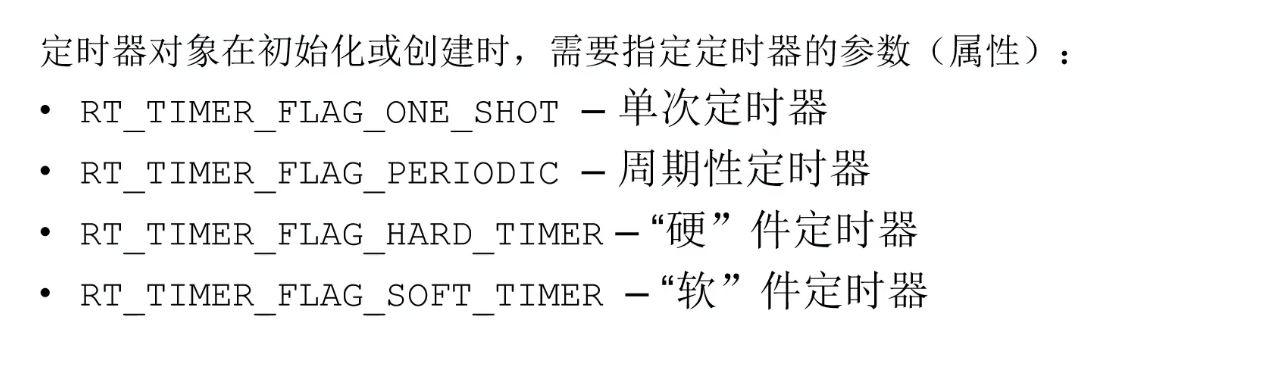 定时器对象在初始化或创建时，需要指定定时器的参数（属性）：
• RT_TIMER_FLAG_ONE_SHOT – 单次定时器
• RT_TIMER_FLAG_PERIODIC – 周期性定时器
• RT_TIMER_FLAG_HARD_TIMER – “硬”件定时器
• RT_TIMER_FLAG_SOFT_TIMER – “软”件定时器